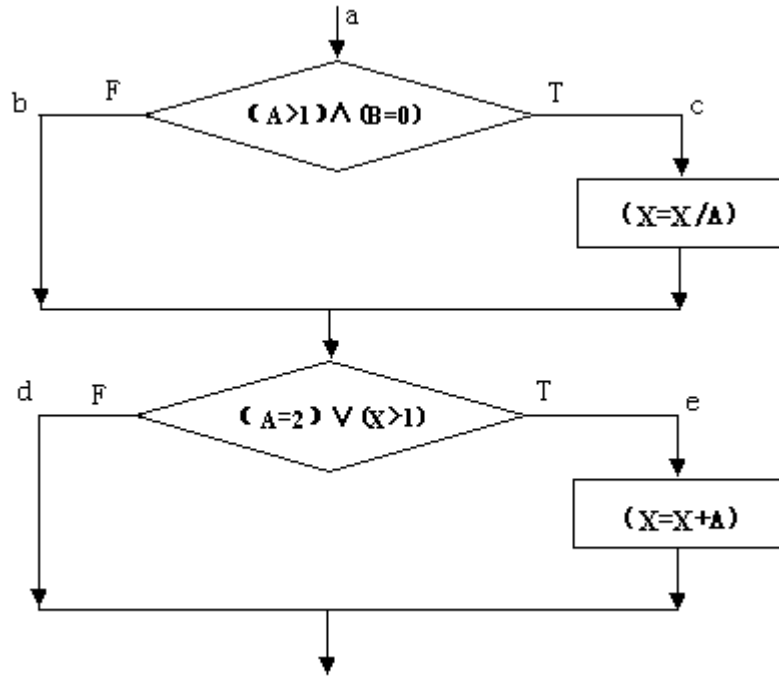 a
b
F
(A>1)∧(B=0)
T
c
(X=X/A)
d
F
(A=2)∨(X>1)
T
e
(X=X+A)